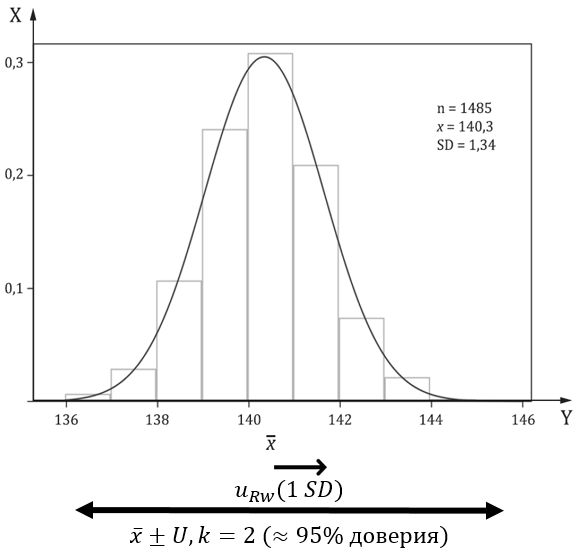 X
0,3
n = 1485
x = 140,3
SD = 1,34
0,2
0,1
136 138 140 142 144 146 Y
x̅
u_Rw(1 SD)
x̅ ± U, k = 2 (≈ 95% доверия)